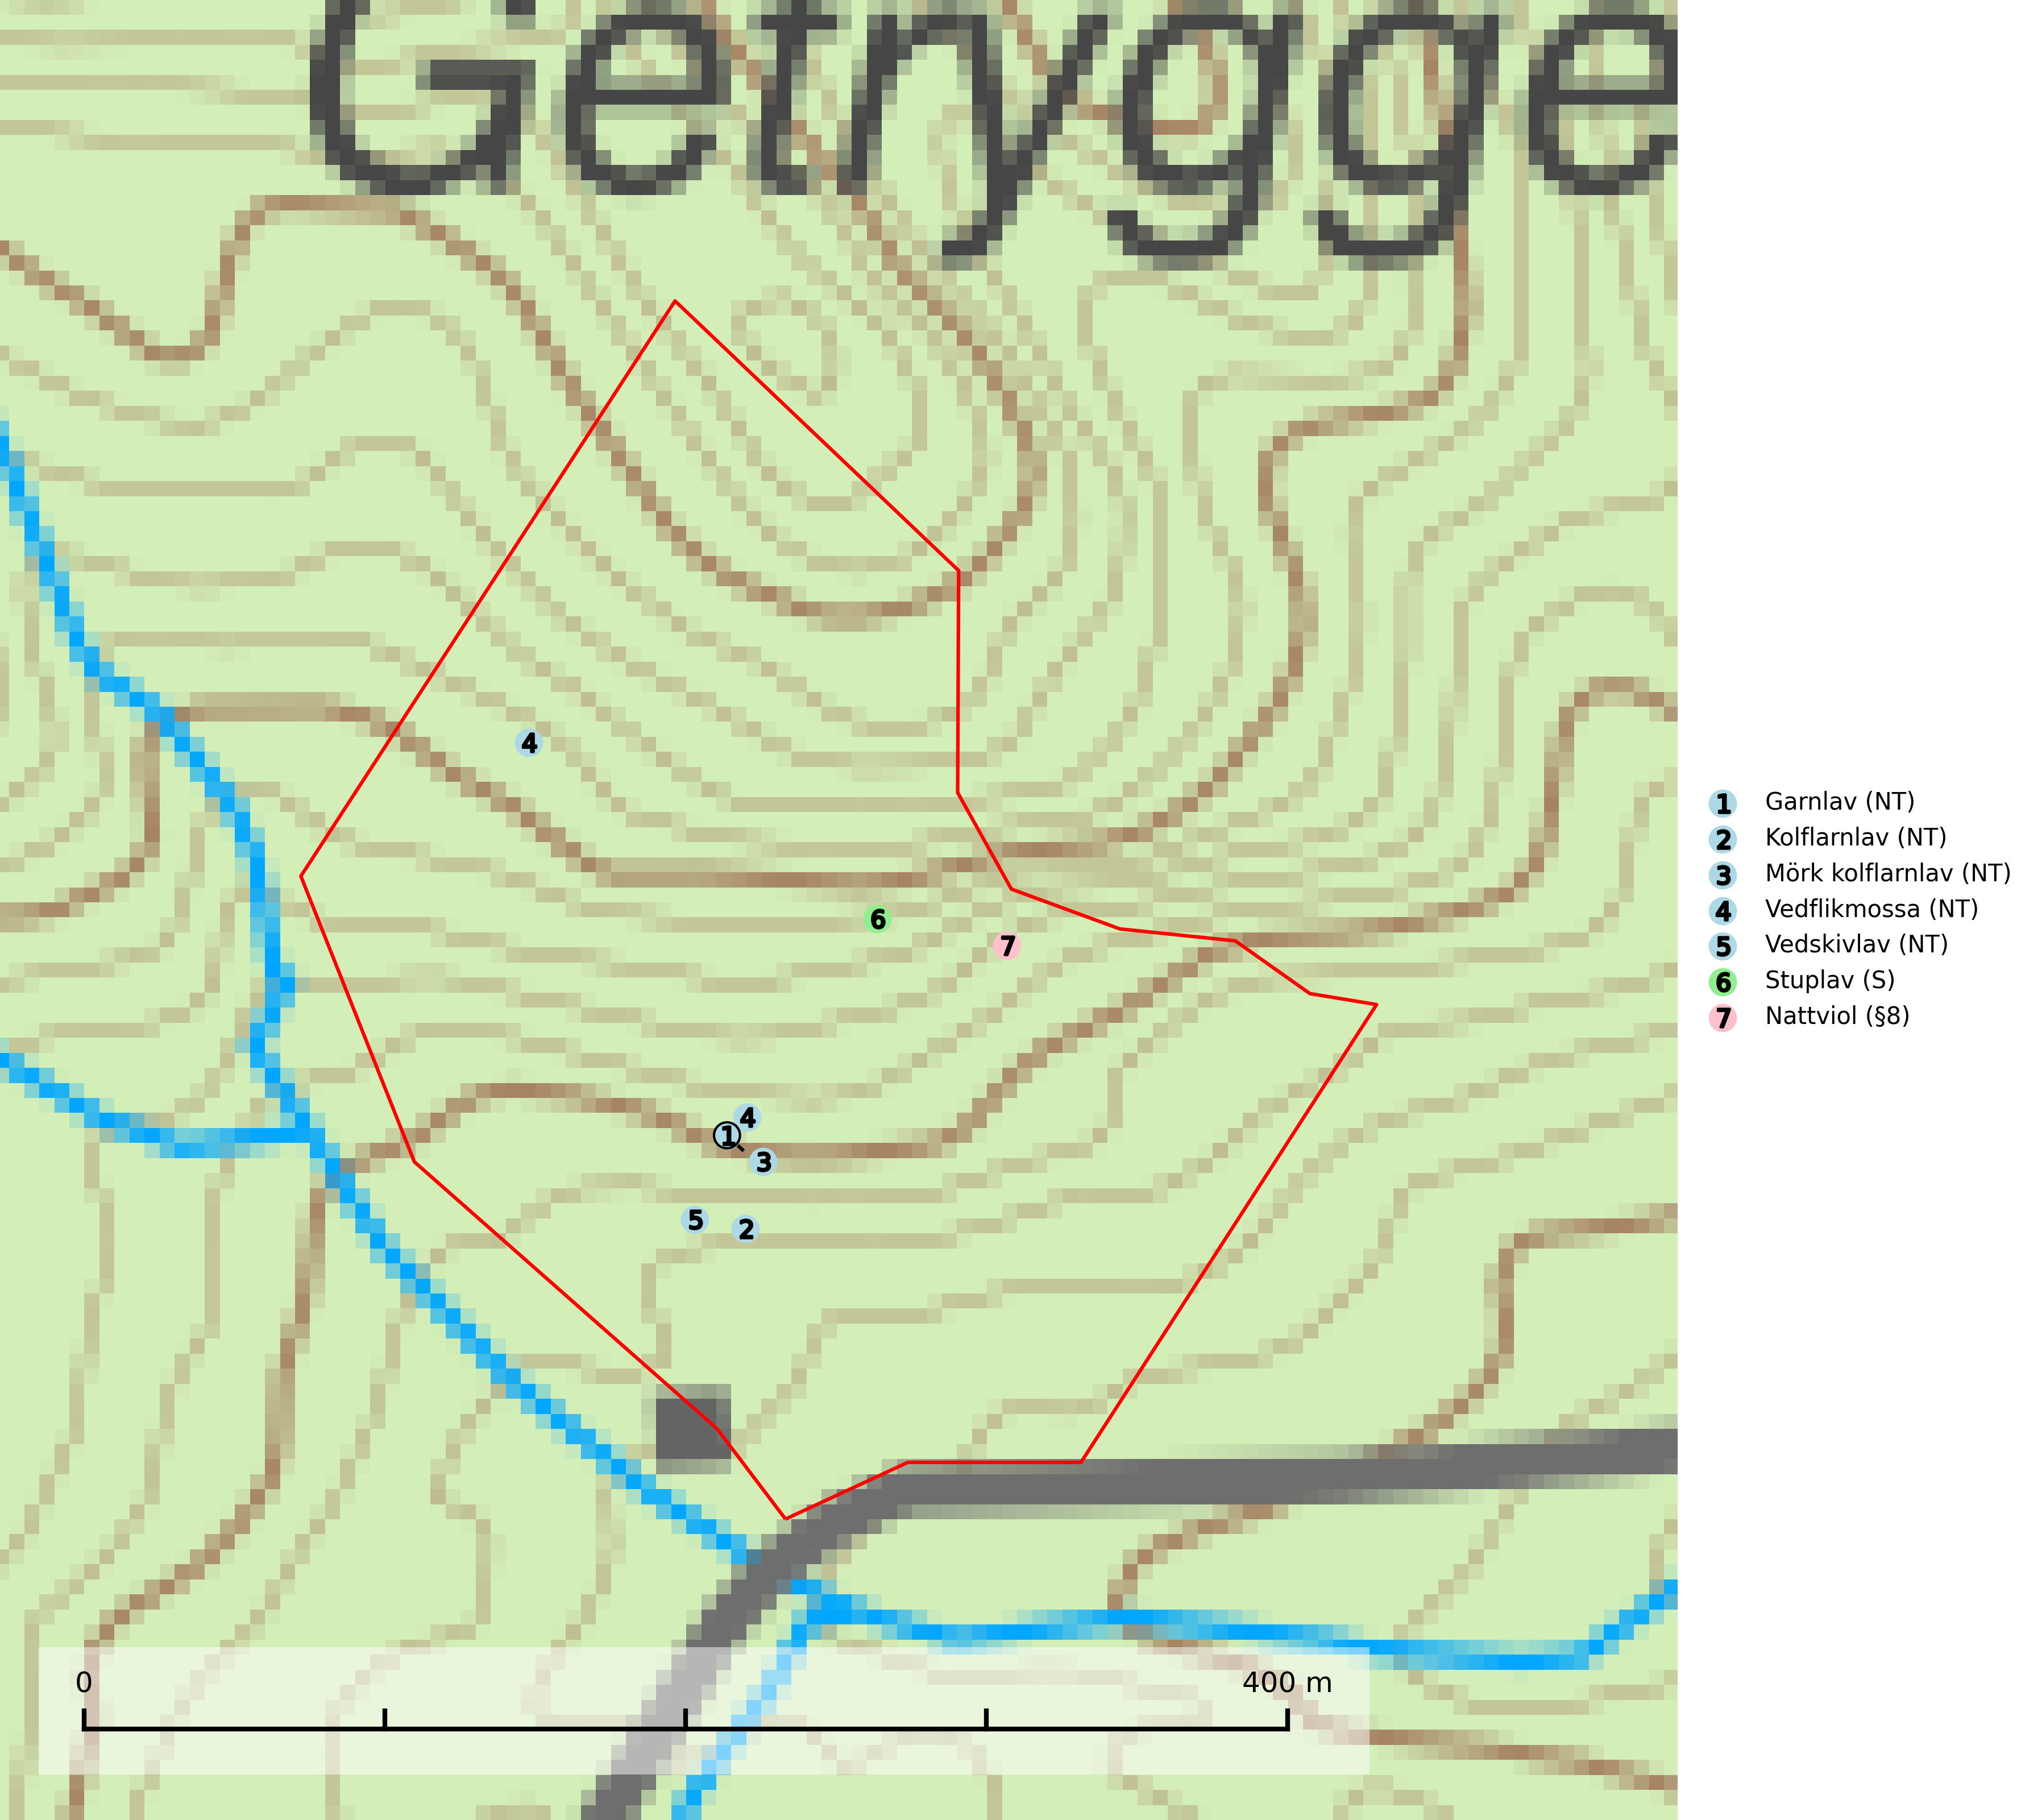 Getrygge
4
6
7
4
1
3
5
2
1 Garnlav (NT)
2 Kolflarnlav (NT)
3 Mörk kolflarnlav (NT)
4 Vedflikmossa (NT)
5 Vedskivlav (NT)
6 Stuplav (S)
7 Nattviol (§8)
0 400 m